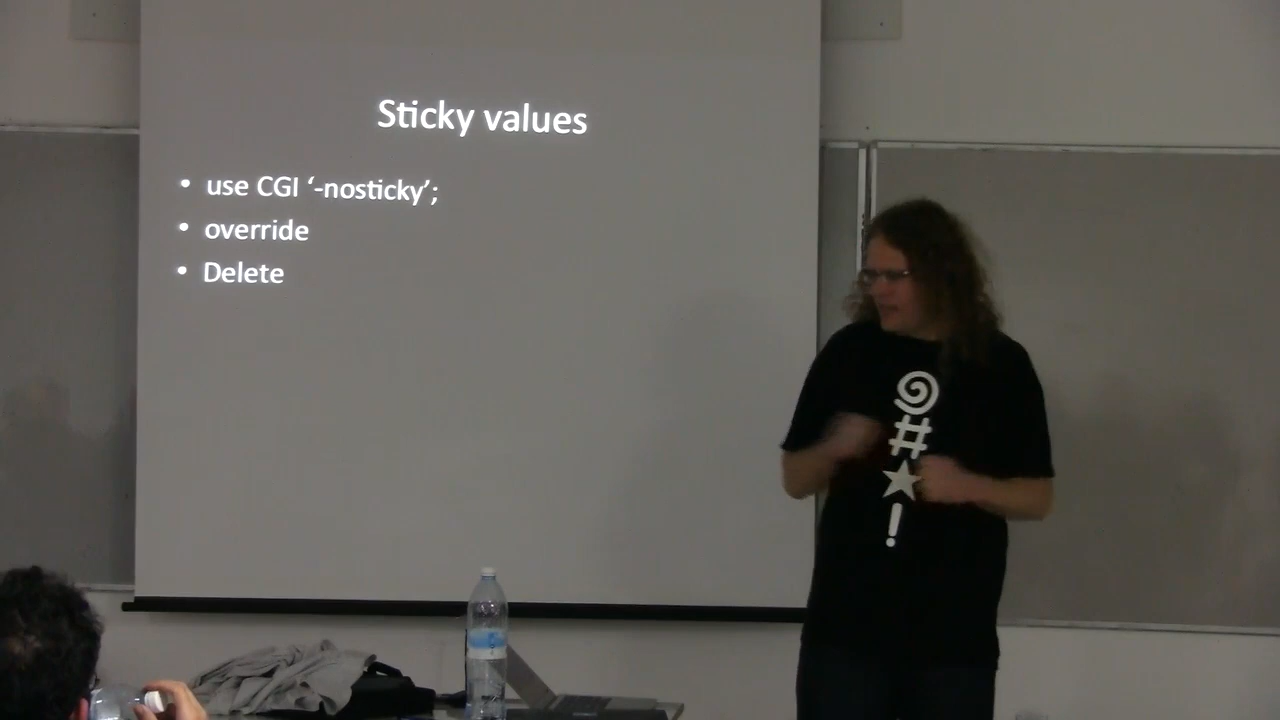 Sticky values
• use CGI ‘-nosticky’;
• override
• Delete
#
!